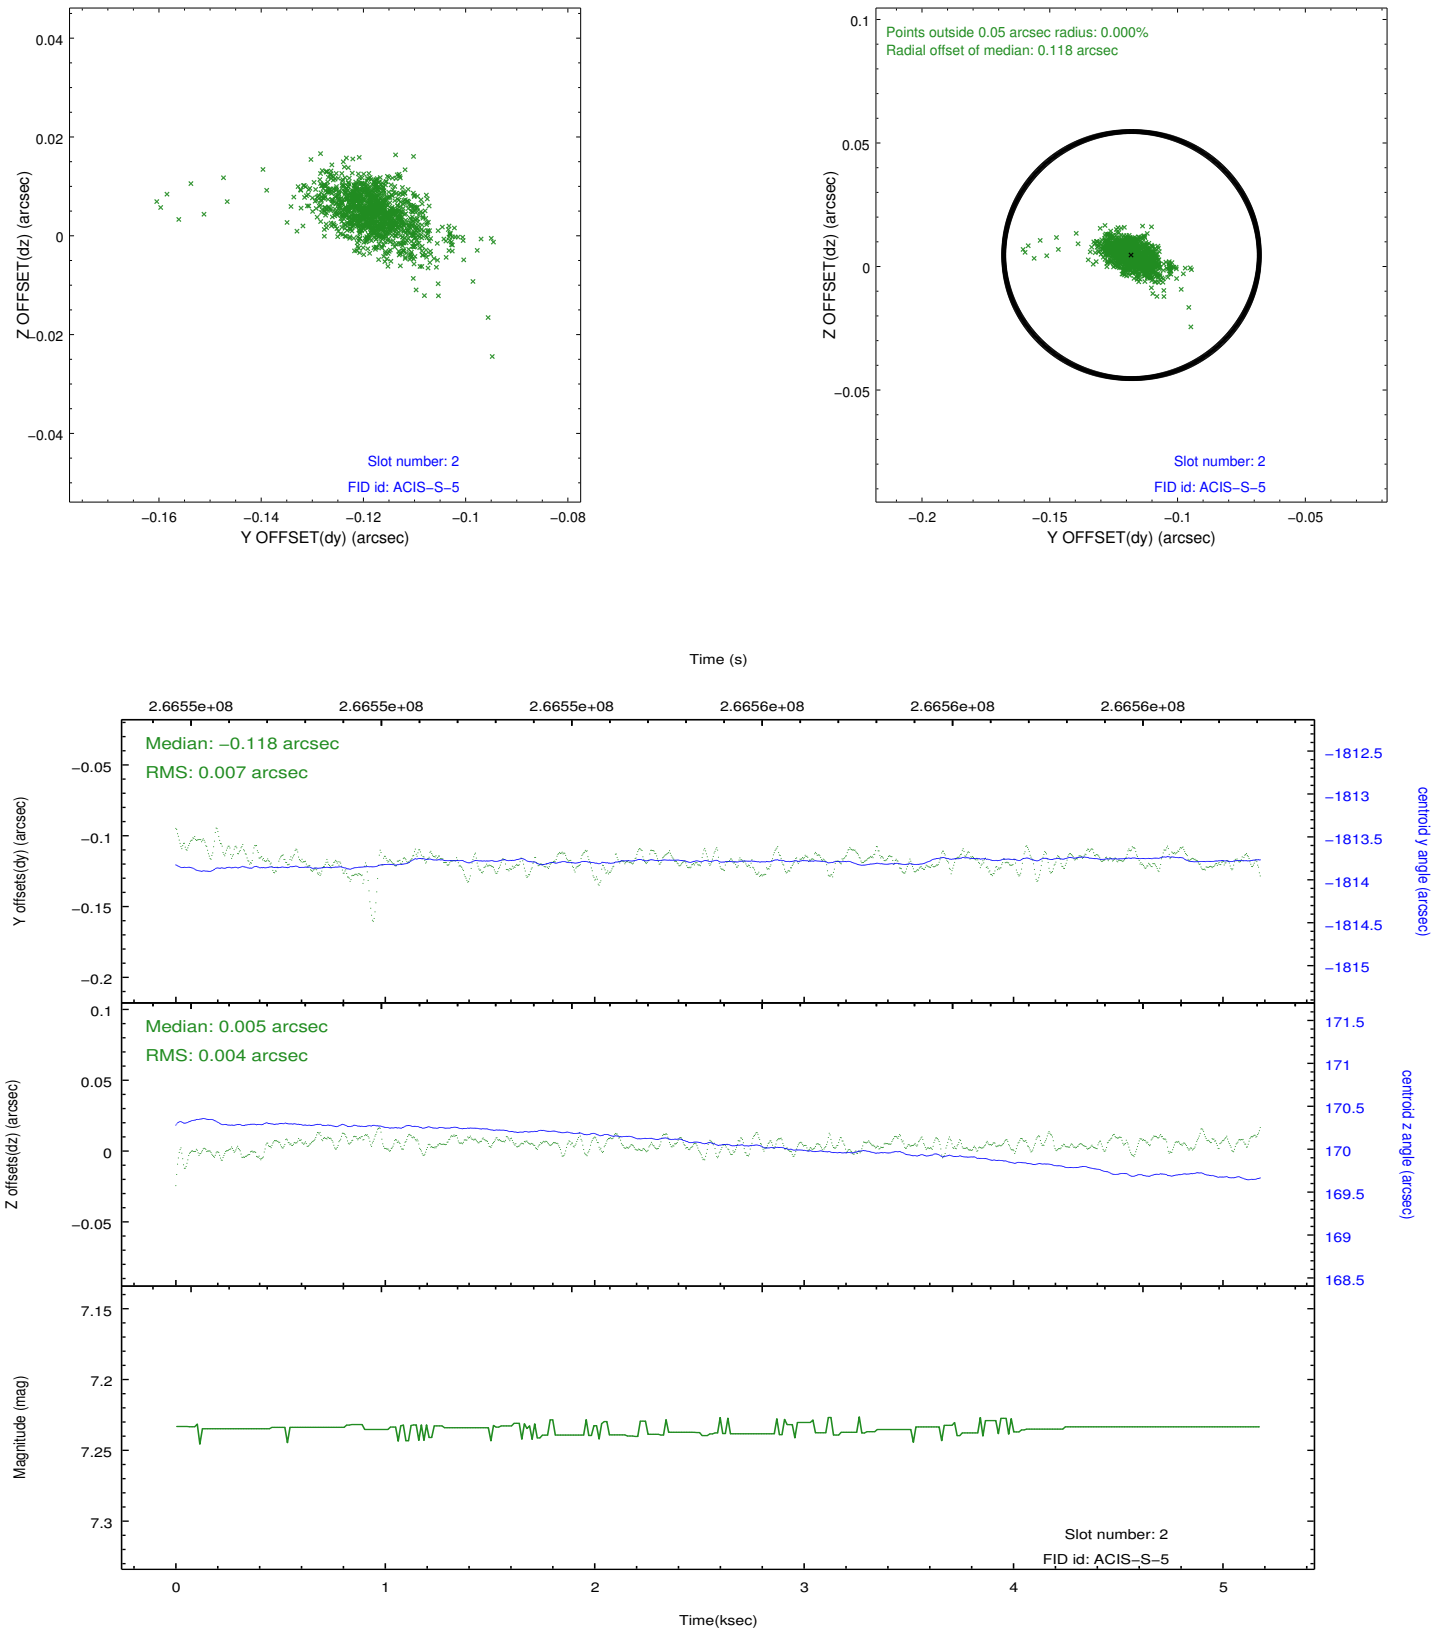 0.04
0.02
0
−0.02
−0.04
Z OFFSET(dz) (arcsec)
Slot number: 2
FID id: ACIS−S−5
−0.16 −0.14 −0.12 −0.1 −0.08
Y OFFSET(dy) (arcsec)
Points outside 0.05 arcsec radius: 0.000%
Radial offset of median: 0.118 arcsec
0.1
0.05
0
−0.05
Z OFFSET(dz) (arcsec)
Slot number: 2
FID id: ACIS−S−5
−0.2 −0.15 −0.1 −0.05
Y OFFSET(dy) (arcsec)
Time (s)
2.6655e+08 2.6655e+08 2.6655e+08 2.6656e+08 2.6656e+08 2.6656e+08
Median: −0.118 arcsec
RMS: 0.007 arcsec
−0.05
−0.1
−0.15
−0.2
Y offsets(dy) (arcsec)
−1812.5
−1813
−1813.5
−1814
−1814.5
−1815
centroid y angle (arcsec)
Median: 0.005 arcsec
RMS: 0.004 arcsec
0.1
0.05
0
−0.05
Z offsets(dz) (arcsec)
171.5
171
170.5
170
169.5
169
168.5
centroid z angle (arcsec)
7.15
7.2
7.25
7.3
Magnitude (mag)
Slot number: 2
FID id: ACIS−S−5
0 1 2 3 4 5
Time(ksec)